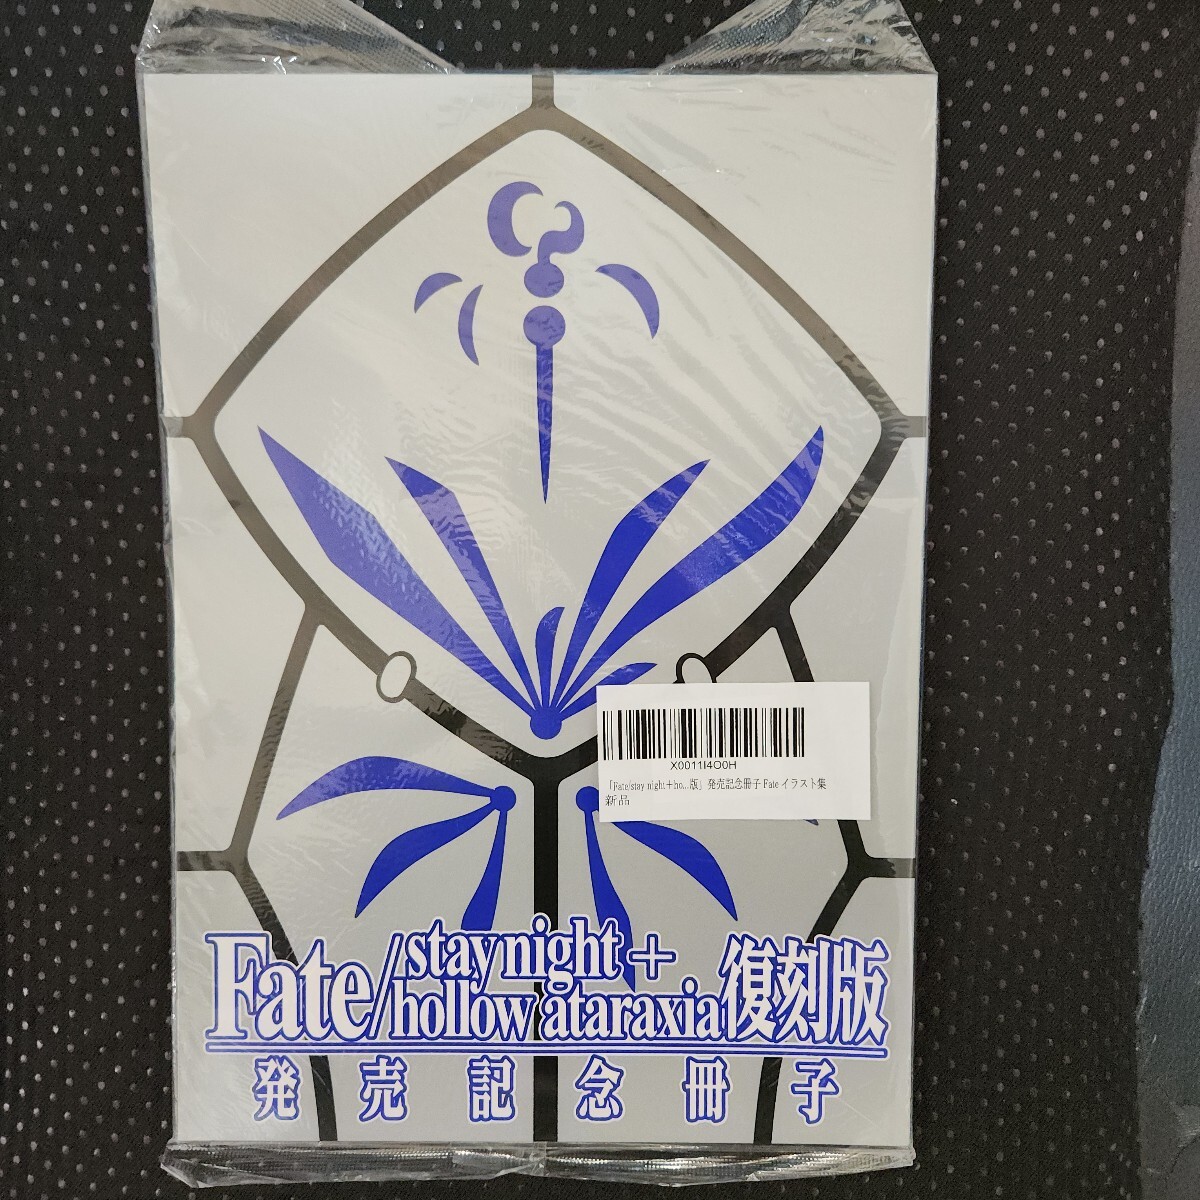 X0011I4O0H
「Fate/stay night＋ho...版」発売記念冊子 Fate イラスト集
新品
Fate/stay night＋
hollow ataraxia復刻版
発売記念冊子